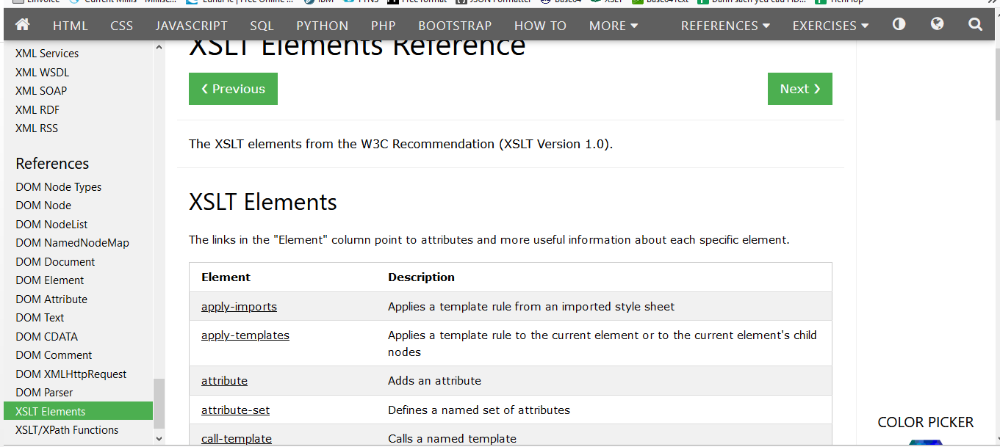 HTML CSS JAVASCRIPT SQL PYTHON PHP BOOTSTRAP HOW TO MORE REFERENCES EXERCISES
XML Services
XML WSDL
XML SOAP
XML RDF
XML RSS
References
DOM Node Types
DOM Node
DOM NodeList
DOM NamedNodeMap
DOM Document
DOM Element
DOM Attribute
DOM Text
DOM CDATA
DOM Comment
DOM XMLHttpRequest
DOM Parser
XSLT Elements
XSLT/XPath Functions
XSLT Elements Reference
❮ Previous
Next ❯
The XSLT elements from the W3C Recommendation (XSLT Version 1.0).
XSLT Elements
The links in the "Element" column point to attributes and more useful information about each specific element.
Element Description
apply-imports Applies a template rule from an imported style sheet
apply-templates Applies a template rule to the current element or to the current element's child
nodes
attribute Adds an attribute
attribute-set Defines a named set of attributes
call-template Calls a named template
COLOR PICKER